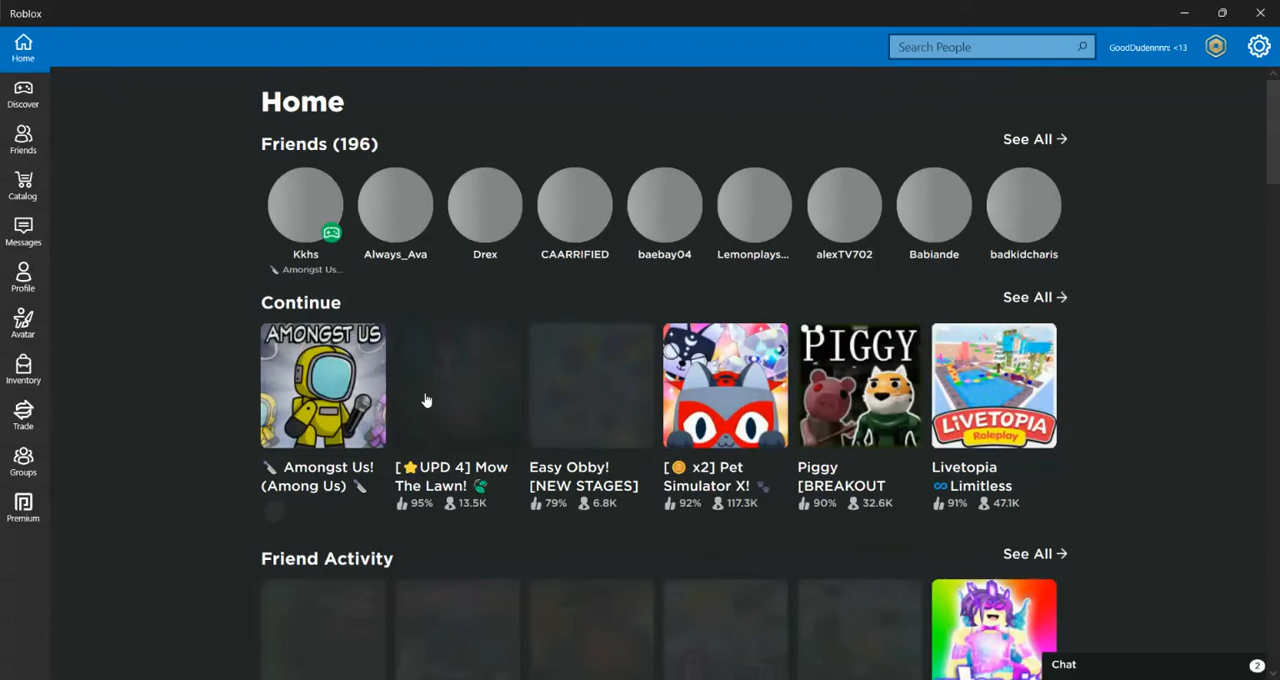 Roblox
Home
Search People
GoodDudennnn: <13
Discover
Friends
Catalog
Messages
Profile
Avatar
Inventory
Trade
Groups
Premium
Home
Friends (196)
See All
Kkhs
Always_Ava
Drex
CAARRIFIED
baebay04
Lemonplays...
alexTV702
Babiande
badkidcharis
Amongst Us...
Continue
See All
AMONGST US
PIGGY
LIVETOPIA
Roleplay
Amongst Us!
(Among Us)
[⭐UPD 4] Mow
The Lawn!
95% 13.5K
Easy Obby!
[NEW STAGES]
79% 6.8K
[🪙 x2] Pet
Simulator X! 🐾
92% 117.3K
Piggy
[BREAKOUT
90% 32.6K
Livetopia
♾️Limitless
91% 47.1K
Friend Activity
See All
Chat
2